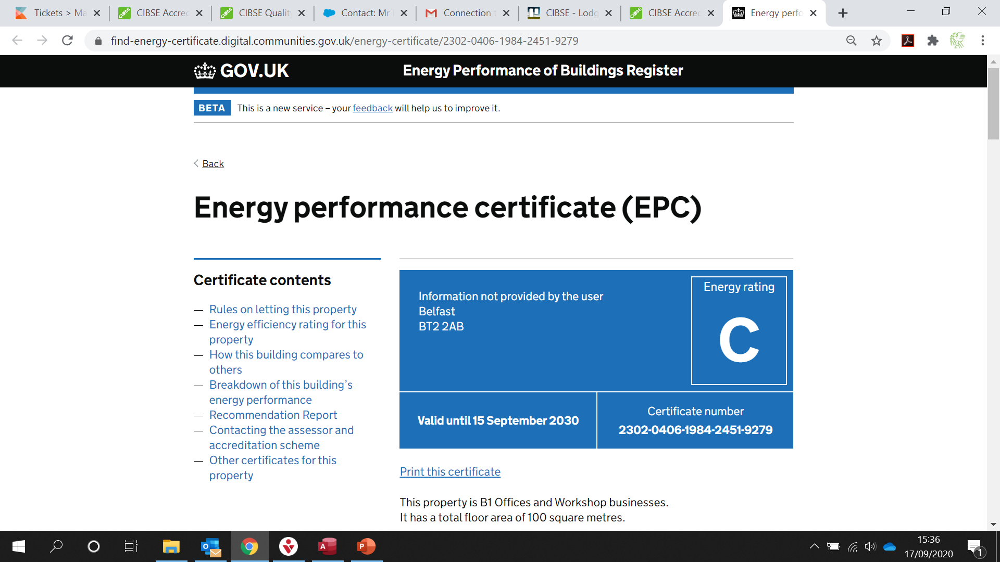 Tickets > Ma
CIBSE Accred
CIBSE Quality
Contact: Mr
Connection
CIBSE - Lodg
CIBSE Accred
Energy perfo
find-energy-certificate.digital.communities.gov.uk/energy-certificate/2302-0406-1984-2451-9279
GOV.UK
Energy Performance of Buildings Register
BETA
This is a new service – your feedback will help us to improve it.
Back
Energy performance certificate (EPC)
Certificate contents
— Rules on letting this property
— Energy efficiency rating for this
property
— How this building compares to
others
— Breakdown of this building’s
energy performance
— Recommendation Report
— Contacting the assessor and
accreditation scheme
— Other certificates for this
property
Information not provided by the user
Belfast
BT2 2AB
Energy rating
C
Valid until 15 September 2030
Certificate number
2302-0406-1984-2451-9279
Print this certificate
This property is B1 Offices and Workshop businesses.
It has a total floor area of 100 square metres.
15:36
17/09/2020
1